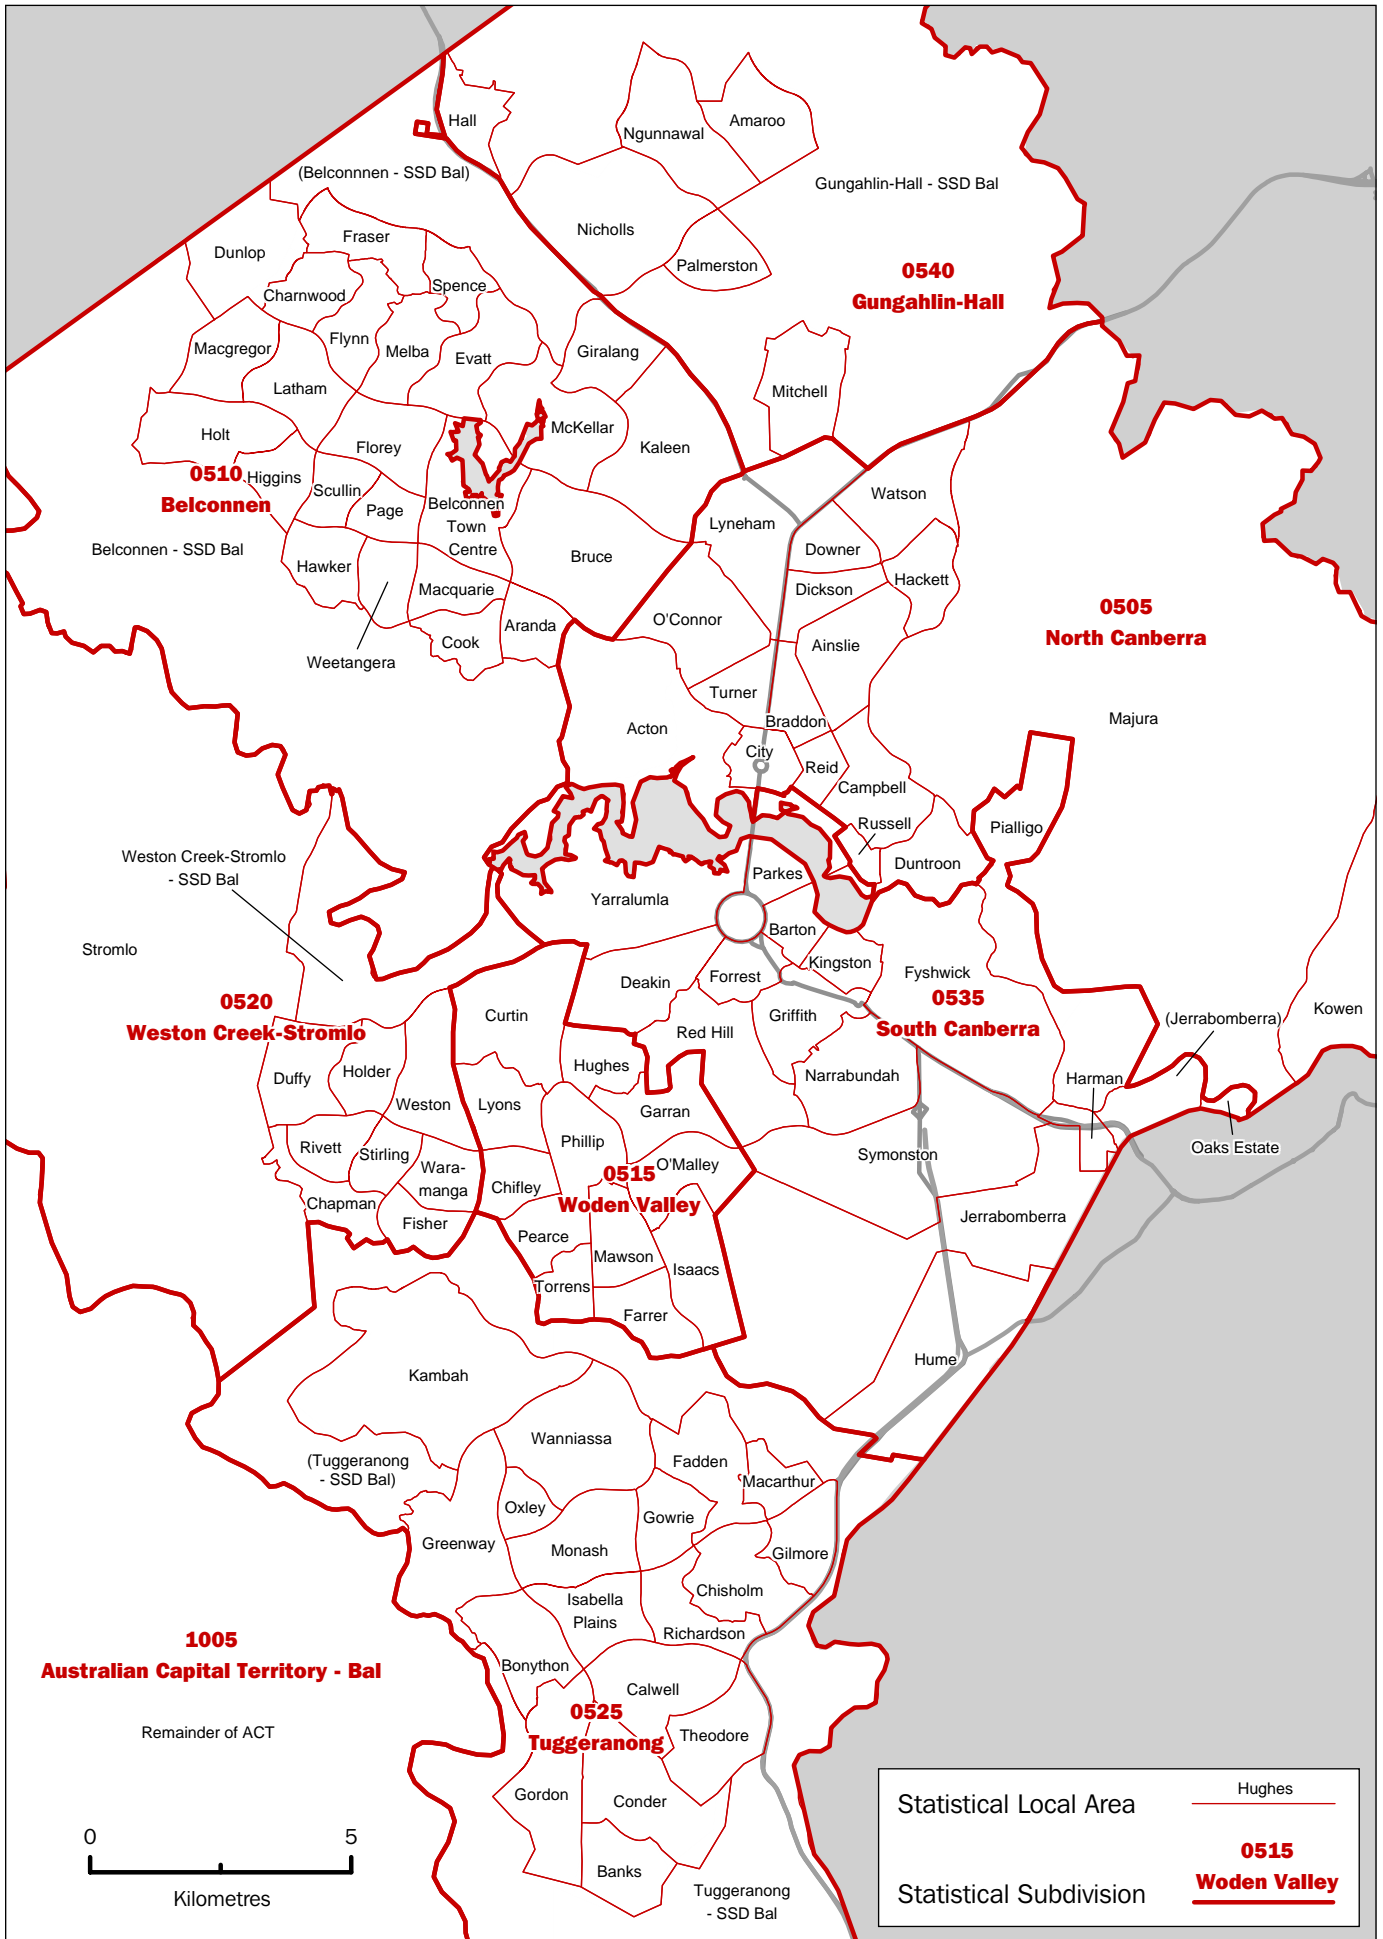 Hall
Ngunnawal
Amaroo
(Belconnnen - SSD Bal)
Gungahlin-Hall - SSD Bal
Nicholls
Fraser
Dunlop
Palmerston
0540
Gungahlin-Hall
Spence
Charnwood
Flynn
Macgregor
Melba
Evatt
Giralang
Latham
Mitchell
McKellar
Holt
Florey
Kaleen
0510
Belconnen
Higgins
Scullin
Page
Belconnen
Town
Centre
Watson
Lyneham
Belconnen - SSD Bal
Downer
Bruce
Hawker
Hackett
Macquarie
Dickson
0505
North Canberra
O'Connor
Aranda
Cook
Ainslie
Weetangera
Turner
Majura
Braddon
Acton
City
Reid
Campbell
Russell
Pialligo
Weston Creek-Stromlo
- SSD Bal
Duntroon
Parkes
Yarralumla
Barton
Stromlo
Kingston
Fyshwick
Forrest
Deakin
0535
South Canberra
0520
Weston Creek-Stromlo
Kowen
Curtin
Griffith
(Jerrabomberra)
Red Hill
Hughes
Holder
Duffy
Narrabundah
Harman
Weston
Lyons
Garran
Phillip
Rivett
Stirling
Oaks Estate
Symonston
Wara-
manga
O'Malley
0515
Woden Valley
Chifley
Chapman
Fisher
Jerrabomberra
Pearce
Mawson
Isaacs
Torrens
Farrer
Hume
Kambah
Wanniassa
(Tuggeranong
- SSD Bal)
Fadden
Macarthur
Oxley
Gowrie
Greenway
Monash
Gilmore
Chisholm
Isabella
Plains
Richardson
1005
Australian Capital Territory - Bal
Bonython
Calwell
0525
Tuggeranong
Remainder of ACT
Theodore
Gordon
Conder
Banks
Tuggeranong
- SSD Bal
0 5
Kilometres
Hughes
Statistical Local Area
0515
Woden Valley
Statistical Subdivision